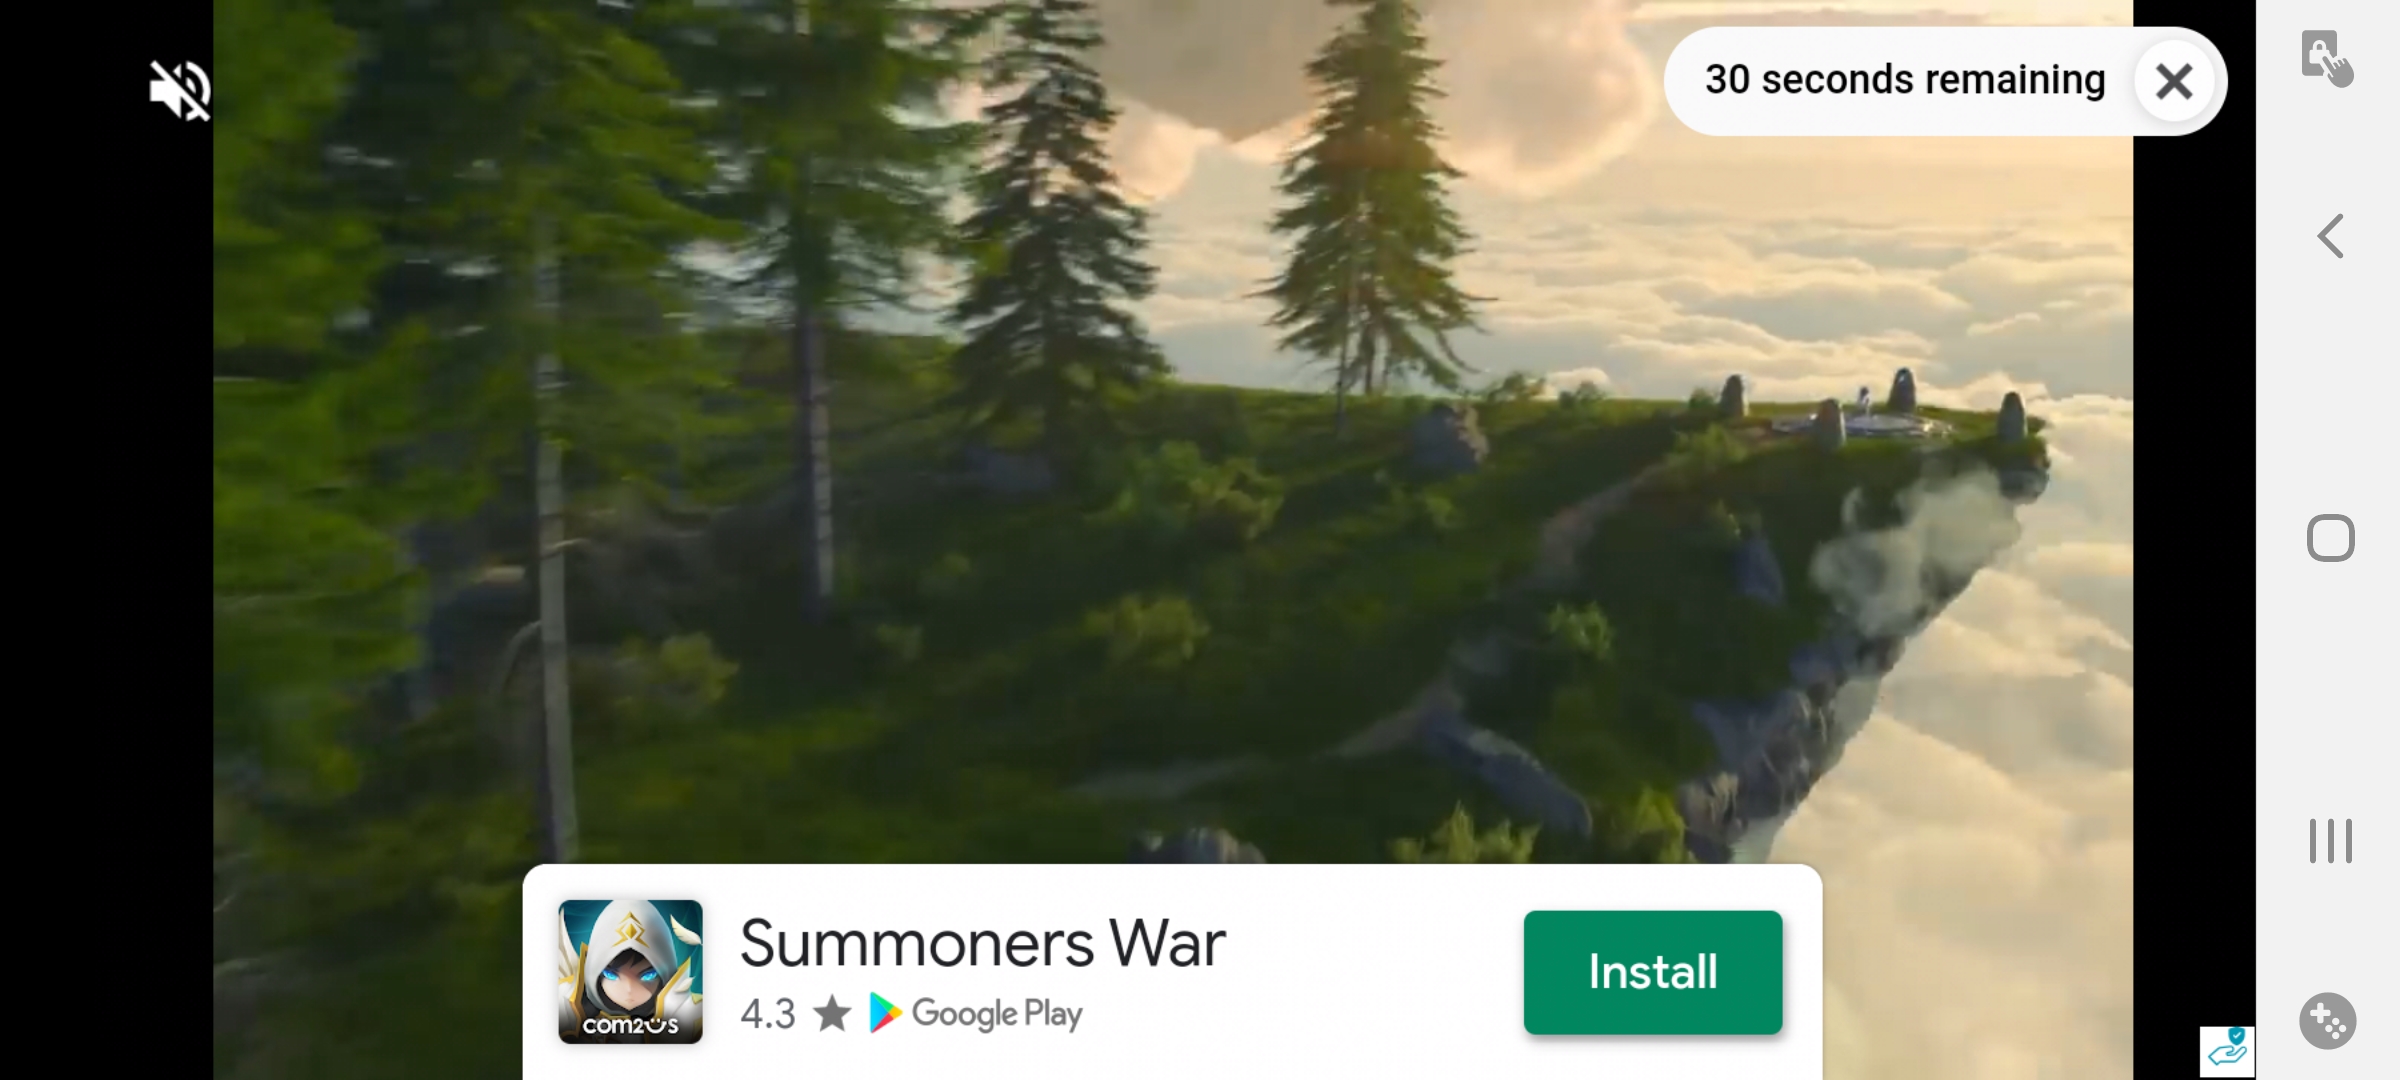 30 seconds remaining
Summoners War
4.3 ★ Google Play
Install
com2us